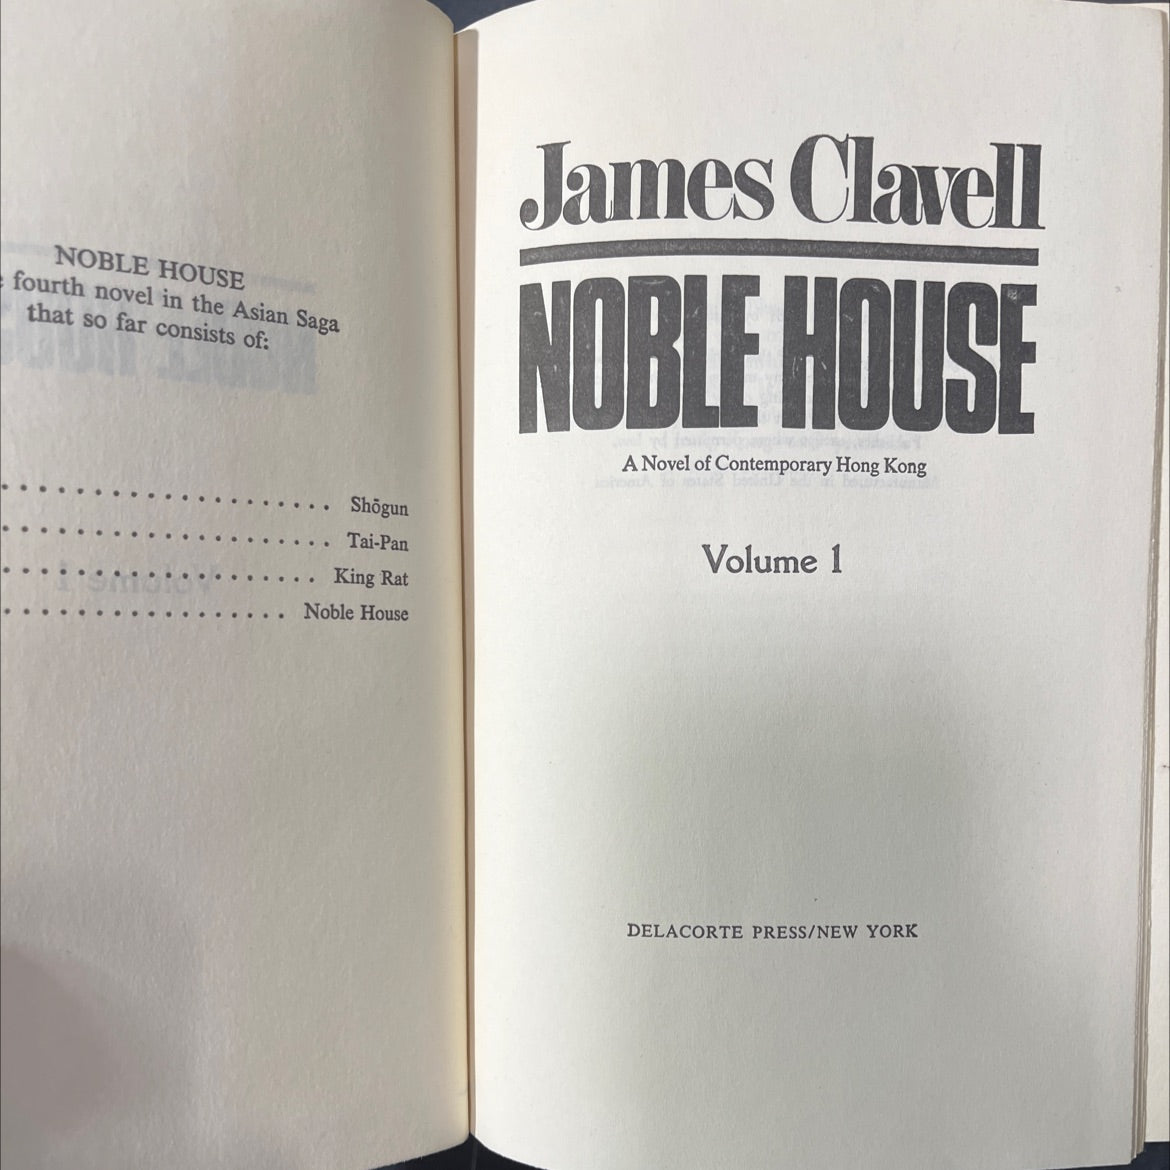 NOBLE HOUSE
fourth novel in the Asian Saga
that so far consists of:
. . . . . . . . . . . . . . . . . . . . Shōgun
. . . . . . . . . . . . . . . . . . . . Tai-Pan
. . . . . . . . . . . . . . . . . . . King Rat
. . . . . . . . . . . . . . . . . Noble House
James Clavell
NOBLE HOUSE
A Novel of Contemporary Hong Kong
Volume 1
DELACORTE PRESS/NEW YORK